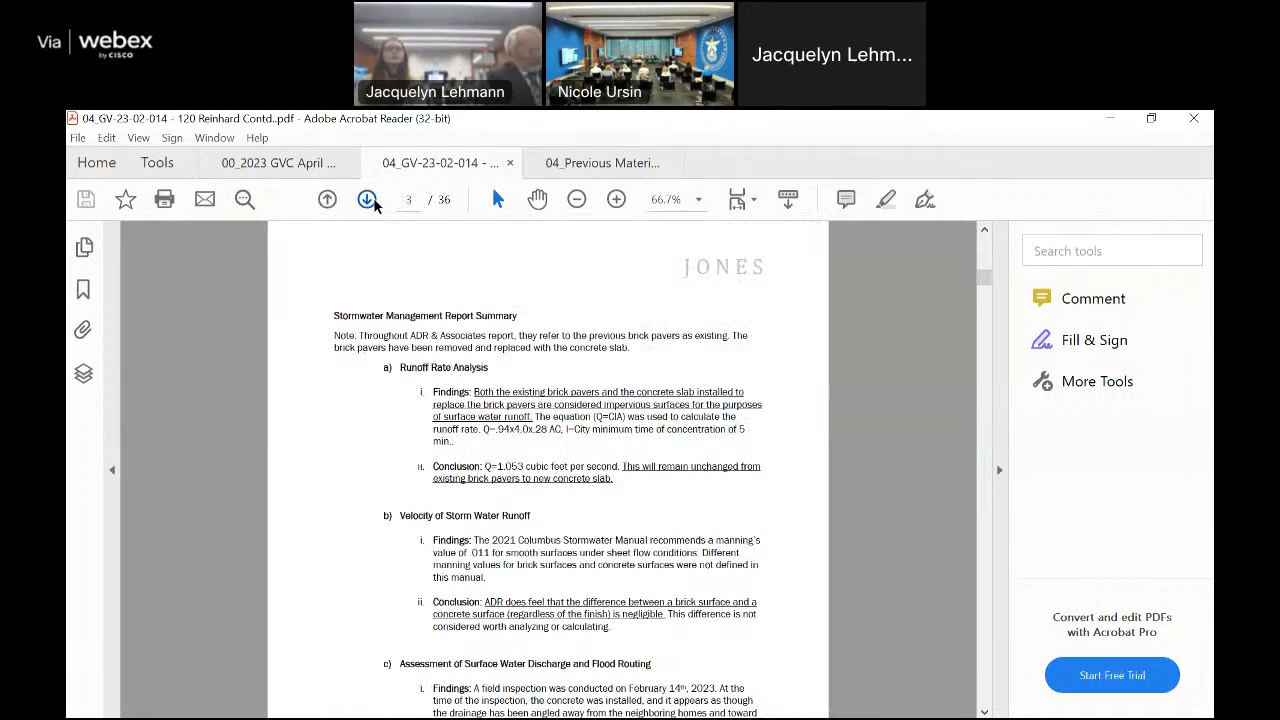 Via webex
by CISCO
Jacquelyn Lehmann
Nicole Ursin
Jacquelyn Lehm...
04_GV-23-02-014 - 120 Reinhard Contd..pdf - Adobe Acrobat Reader (32-bit)
File Edit View Sign Window Help
Home Tools 00_2023 GVC April ... 04_GV-23-02-014 - ... × 04_Previous Materi...
3 / 36 66.7%
JONES
Stormwater Management Report Summary
Note: Throughout ADR & Associates report, they refer to the previous brick pavers as existing. The
brick pavers have been removed and replaced with the concrete slab.
a) Runoff Rate Analysis
i. Findings: Both the existing brick pavers and the concrete slab installed to
replace the brick pavers are considered impervious surfaces for the purposes
of surface water runoff. The equation (Q=CIA) was used to calculate the
runoff rate. Q=.94x4.0x.28 AC, I=City minimum time of concentration of 5
min..
ii. Conclusion: Q=1.053 cubic feet per second. This will remain unchanged from
existing brick pavers to new concrete slab.
b) Velocity of Storm Water Runoff
i. Findings: The 2021 Columbus Stormwater Manual recommends a manning's
value of .011 for smooth surfaces under sheet flow conditions. Different
manning values for brick surfaces and concrete surfaces were not defined in
this manual.
ii. Conclusion: ADR does feel that the difference between a brick surface and a
concrete surface (regardless of the finish) is negligible. This difference is not
considered worth analyzing or calculating.
c) Assessment of Surface Water Discharge and Flood Routing
i. Findings: A field inspection was conducted on February 14th, 2023. At the
time of the inspection, the concrete was installed, and it appears as though
the drainage has been angled away from the neighboring homes and toward
Search tools
Comment
Fill & Sign
More Tools
Convert and edit PDFs
with Acrobat Pro
Start Free Trial